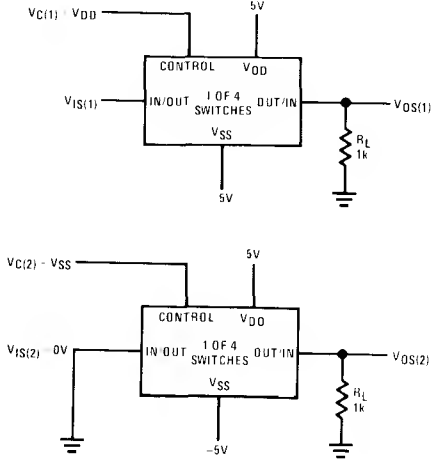 VC(1) - VDD
5V
CONTROL VDD
VIS(1) IN/OUT 1 OF 4 SWITCHES OUT/IN VOS(1)
VSS
RL
1k
5V
VC(2) - VSS
5V
CONTROL VDD
VIS(2) - 0V IN/OUT 1 OF 4 SWITCHES OUT/IN VOS(2)
VSS
RL
1k
-5V